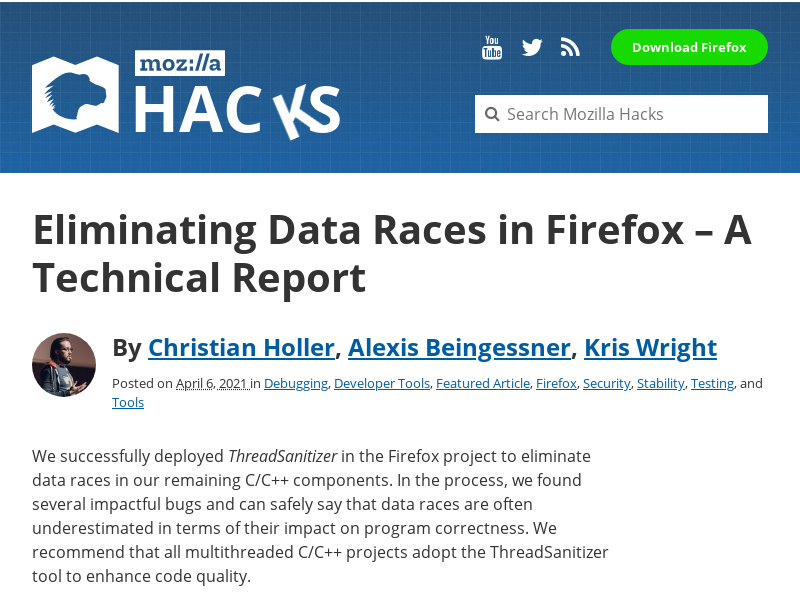 moz://a
HACKS
You
Tube
Download Firefox
Search Mozilla Hacks
Eliminating Data Races in Firefox – A
Technical Report
By Christian Holler, Alexis Beingessner, Kris Wright
Posted on April 6, 2021 in Debugging, Developer Tools, Featured Article, Firefox, Security, Stability, Testing, and
Tools
We successfully deployed ThreadSanitizer in the Firefox project to eliminate
data races in our remaining C/C++ components. In the process, we found
several impactful bugs and can safely say that data races are often
underestimated in terms of their impact on program correctness. We
recommend that all multithreaded C/C++ projects adopt the ThreadSanitizer
tool to enhance code quality.